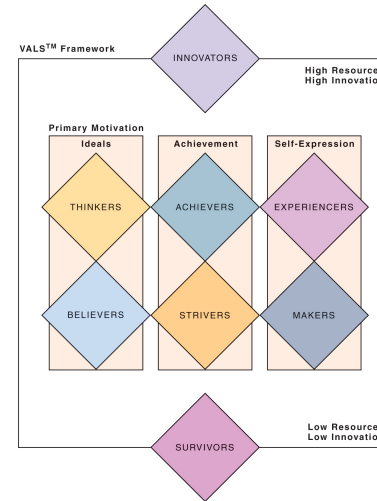 VALS™ Framework
INNOVATORS
High Resource
High Innovatio
Primary Motivation
Ideals
Achievement
Self-Expression
THINKERS
ACHIEVERS
EXPERIENCERS
BELIEVERS
STRIVERS
MAKERS
Low Resource
Low Innovatio
SURVIVORS